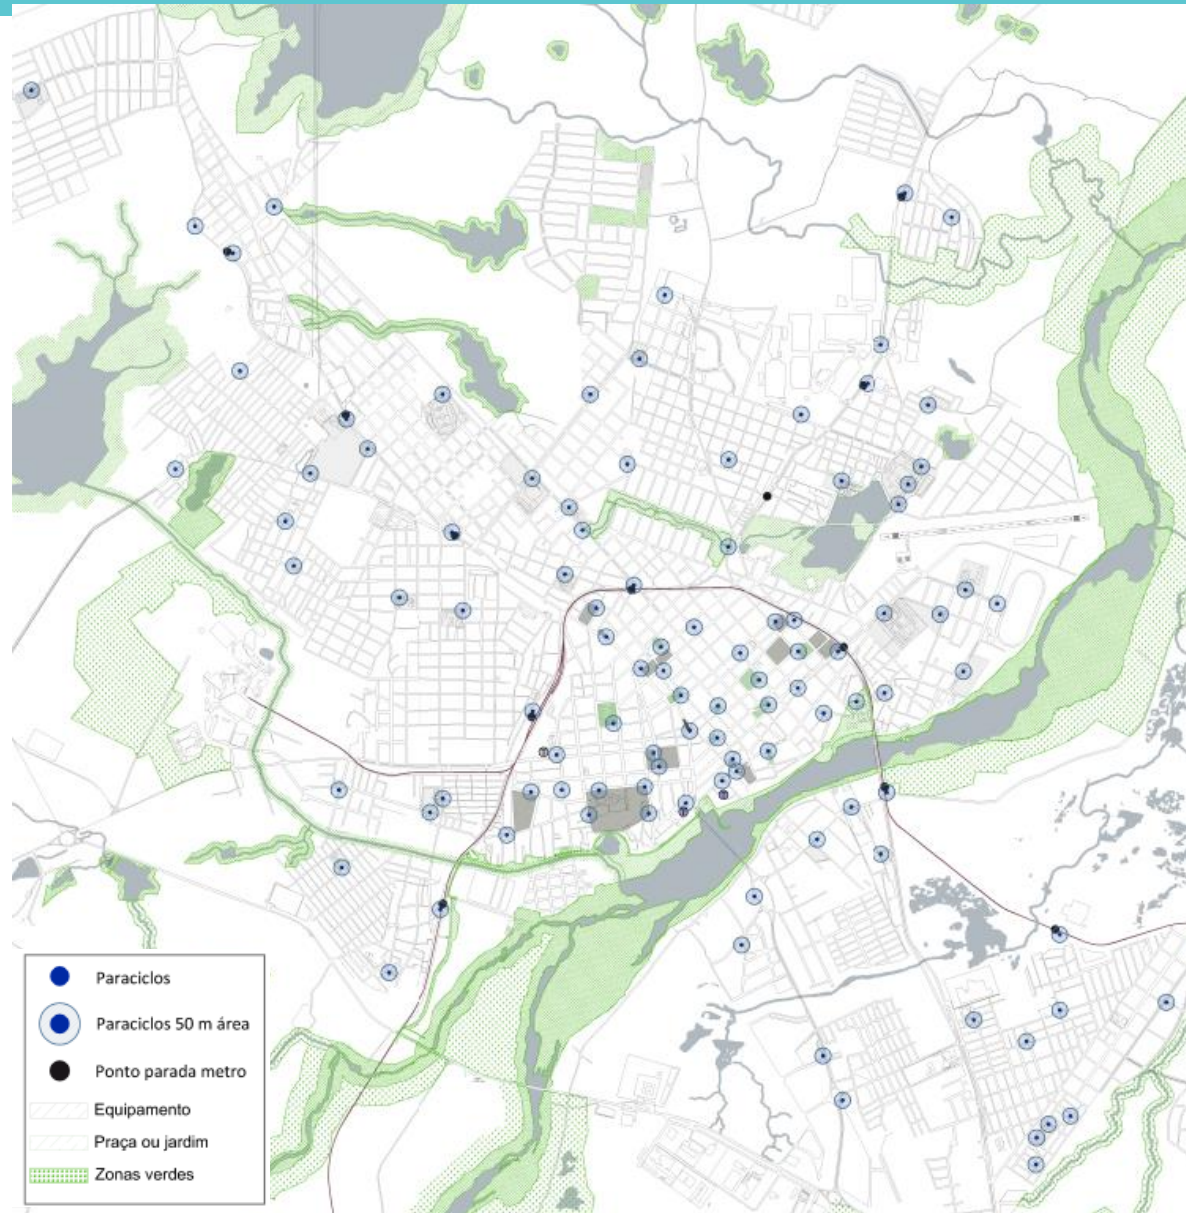 Paraciclos
Paraciclos 50 m área
Ponto parada metro
Equipamento
Praça ou jardim
Zonas verdes